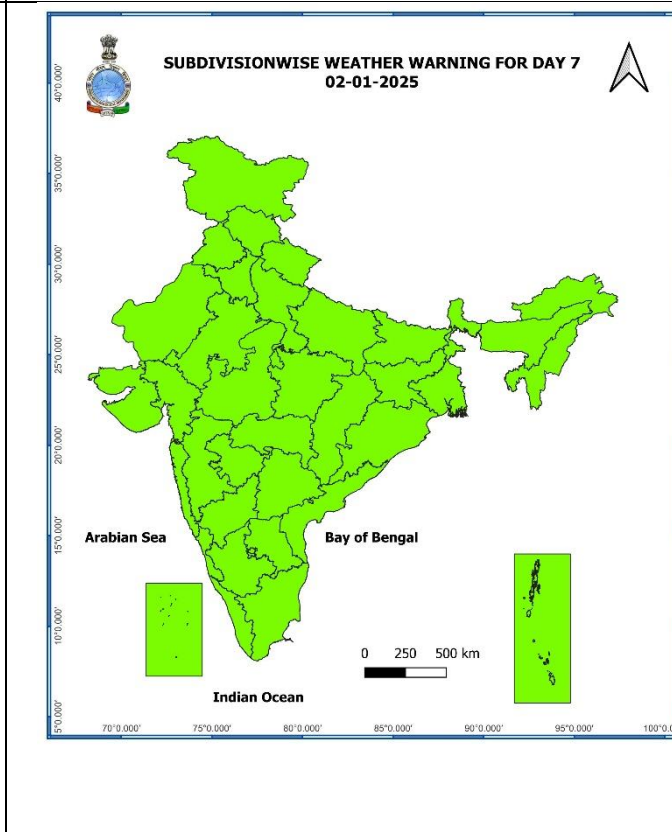 SUBDIVISIONWISE WEATHER WARNING FOR DAY 7
02-01-2025
40°0.000'
35°0.000'
30°0.000'
25°0.000'
20°0.000'
15°0.000'
10°0.000'
5°0.000'
Arabian Sea
Bay of Bengal
0 250 500 km
Indian Ocean
70°0.000' 75°0.000' 80°0.000' 85°0.000' 90°0.000' 95°0.000' 100°0.0